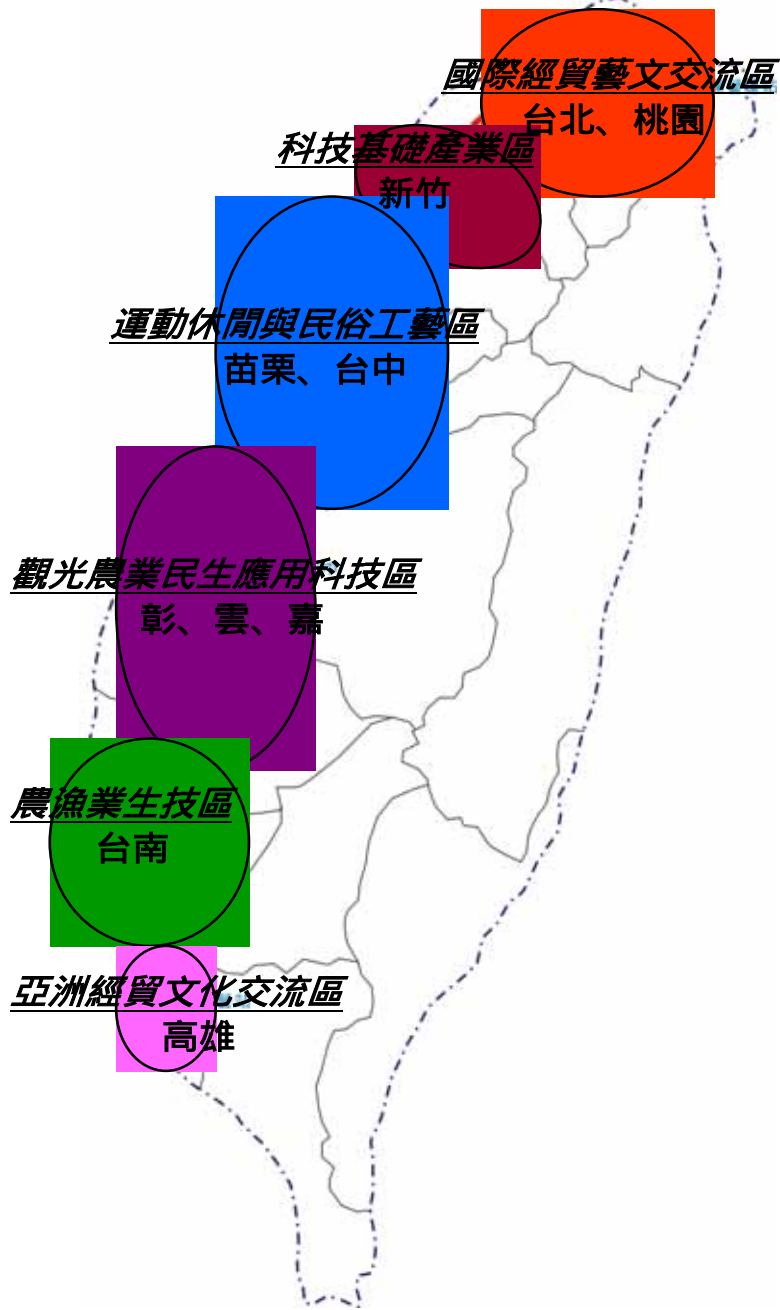 國際經貿藝文交流區
台北、桃園
科技基礎產業區
新竹
運動休閒與民俗工藝區
苗栗、台中
觀光農業民生應用科技區
彰、雲、嘉
農漁業生技區
台南
亞洲經貿文化交流區
高雄